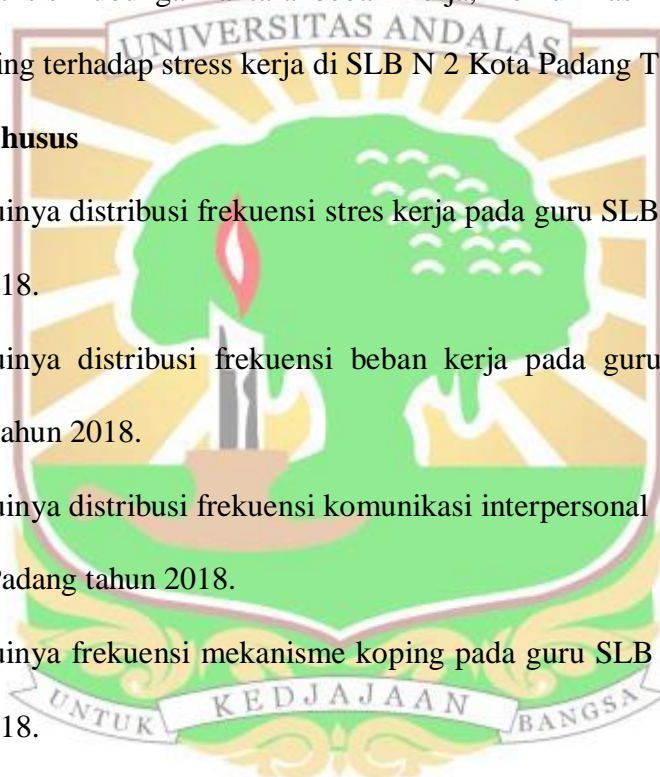 UNIVERSITAS ANDALAS
ing terhadap stress kerja di SLB N 2 Kota Padang T
husus
uinya distribusi frekuensi stres kerja pada guru SLB
18.
uinya distribusi frekuensi beban kerja pada guru
ahun 2018.
uinya distribusi frekuensi komunikasi interpersonal
Padang tahun 2018.
uinya frekuensi mekanisme koping pada guru SLB
18.
UNTUK KEDJAJAAN BANGSA